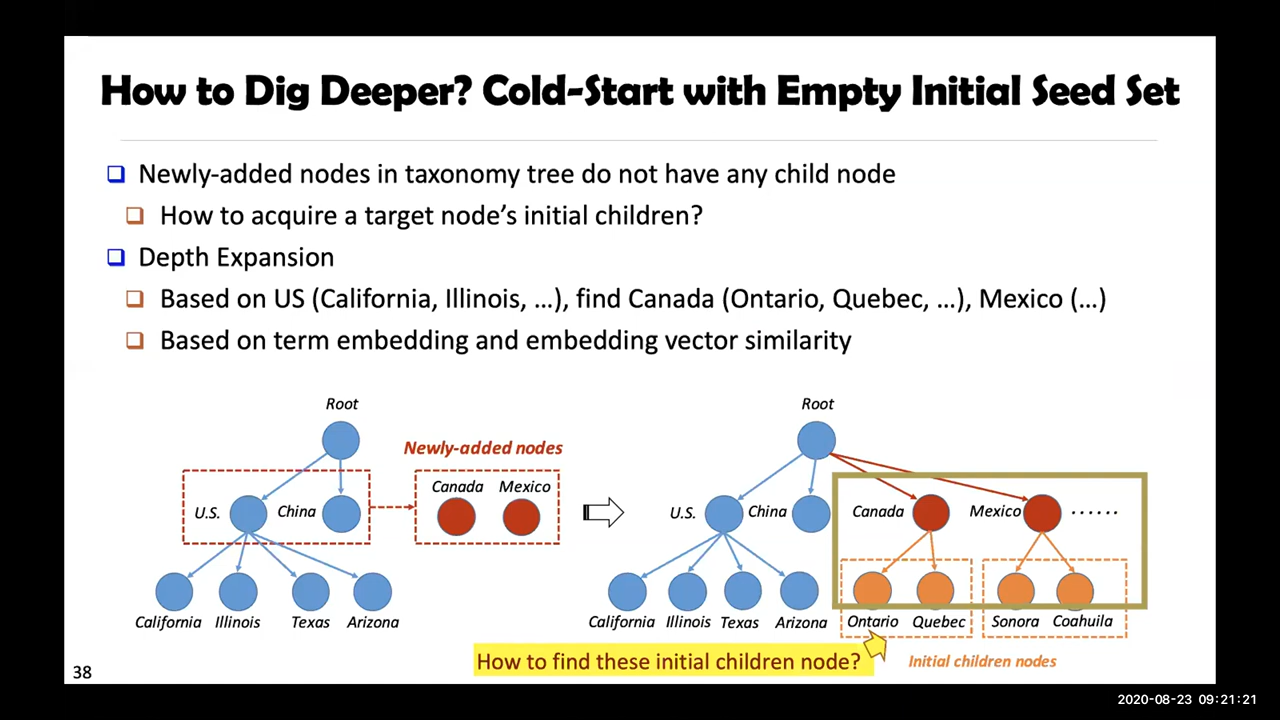 How to Dig Deeper? Cold-Start with Empty Initial Seed Set
Newly-added nodes in taxonomy tree do not have any child node
How to acquire a target node's initial children?
Depth Expansion
Based on US (California, Illinois, …), find Canada (Ontario, Quebec, …), Mexico (…)
Based on term embedding and embedding vector similarity
Root
Newly-added nodes
U.S.
China
Canada
Mexico
California
Illinois
Texas
Arizona
Root
U.S.
China
Canada
Mexico
......
California
Illinois
Texas
Arizona
Ontario
Quebec
Sonora
Coahuila
How to find these initial children node?
Initial children nodes
38
2020-08-23 09:21:21